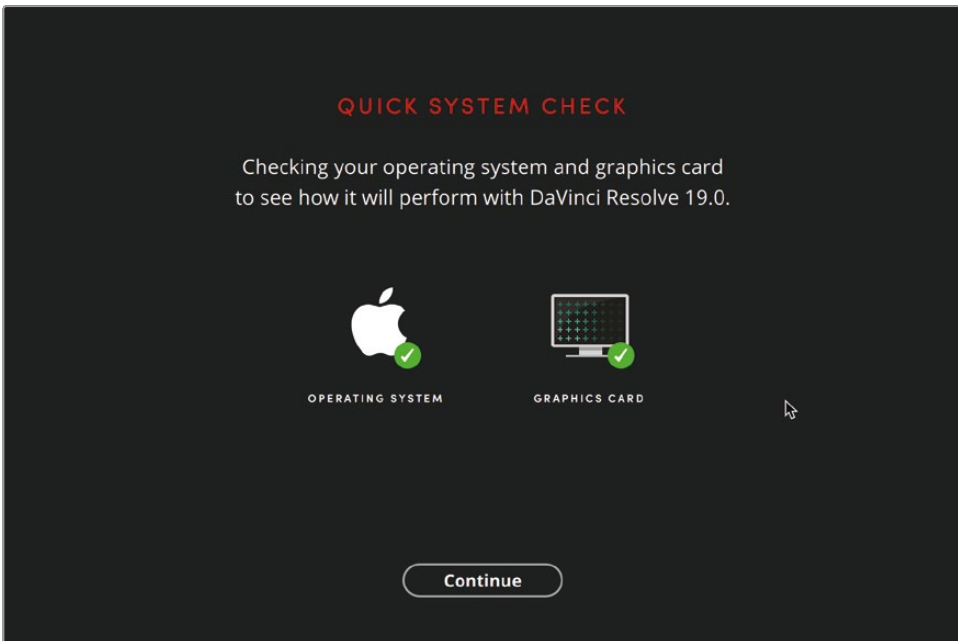 QUICK SYSTEM CHECK
Checking your operating system and graphics card
to see how it will perform with DaVinci Resolve 19.0.
OPERATING SYSTEM
GRAPHICS CARD
Continue